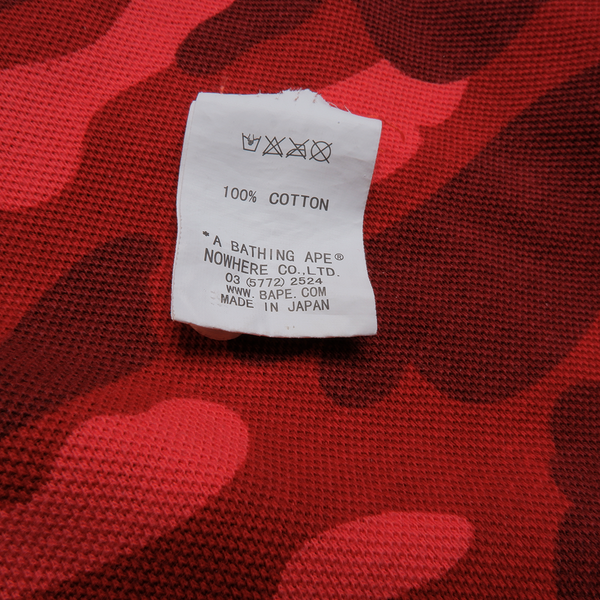 100% COTTON
*A BATHING APE®
NOWHERE CO.,LTD.
03 (5772) 2524
WWW. BAPE. COM
MADE IN JAPAN